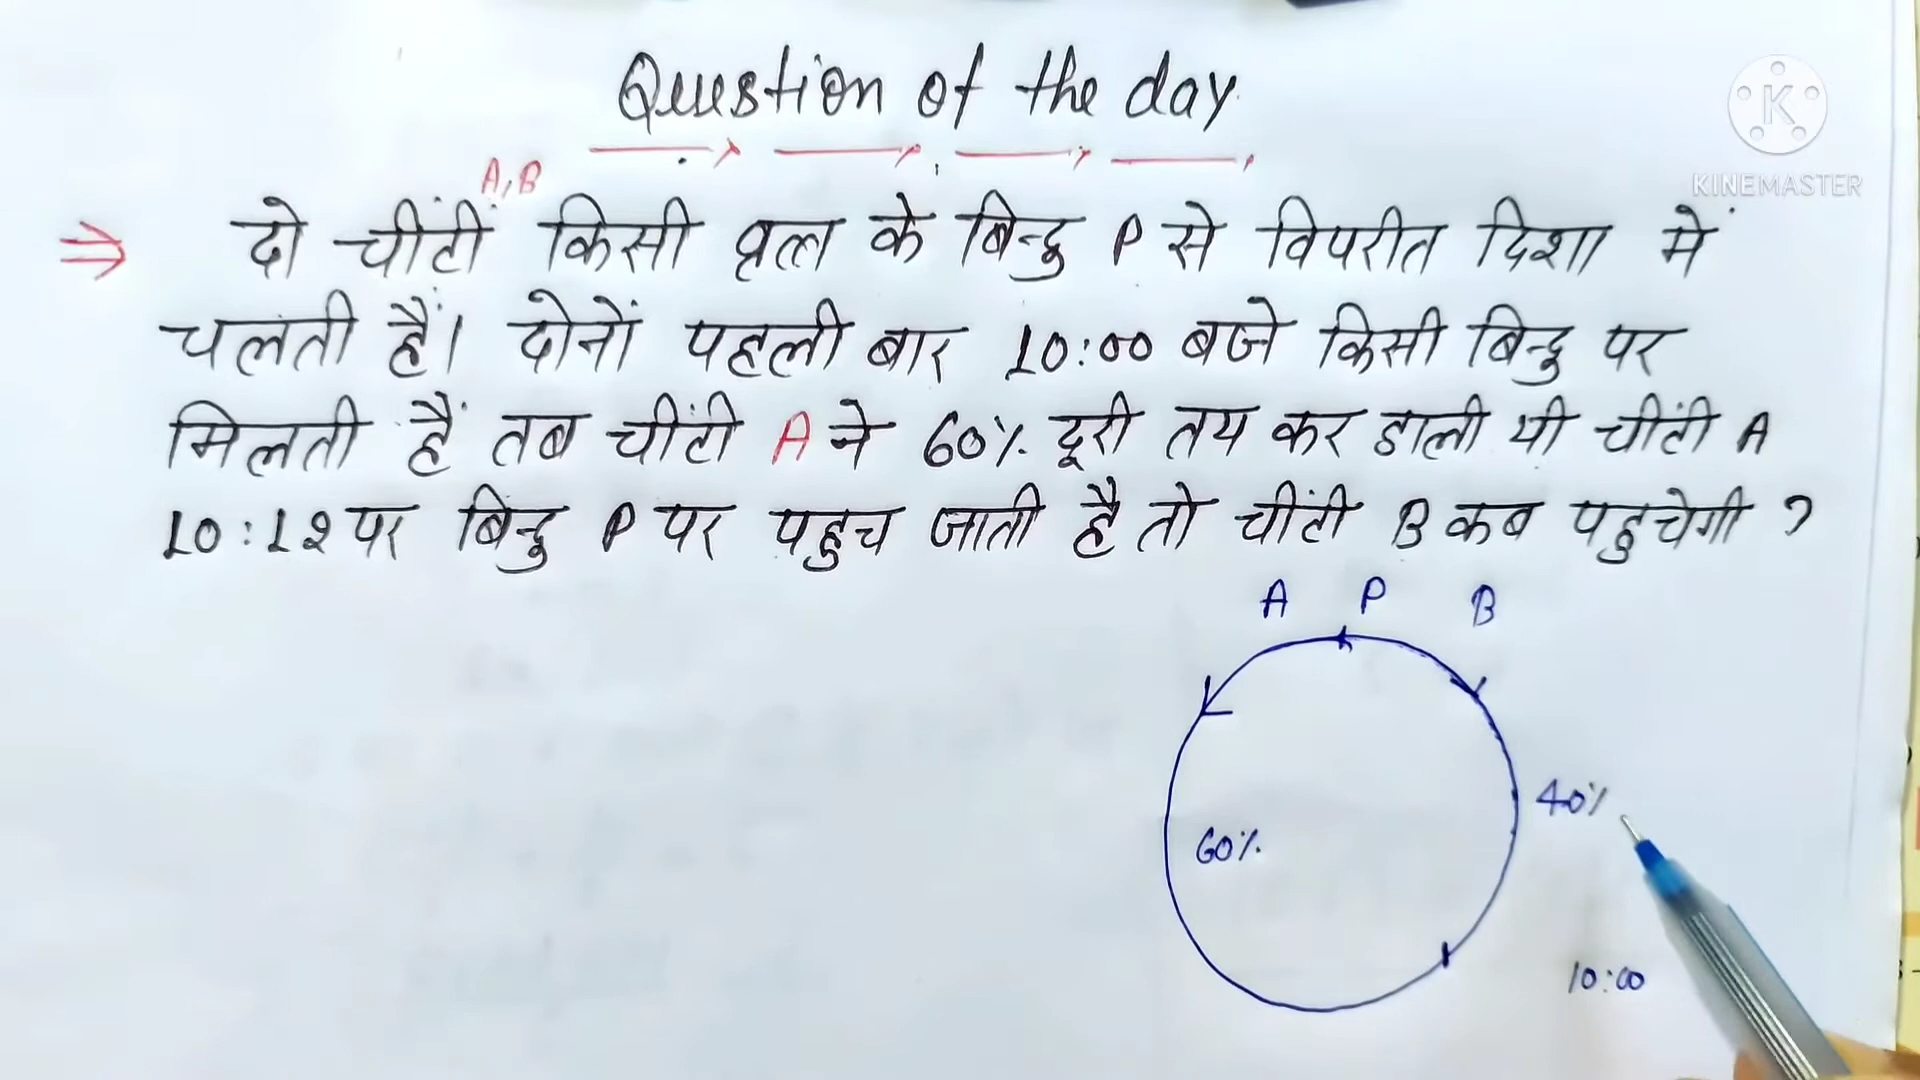 Question of the day
A, B
दो चींटी किसी वृत्त के बिन्दु P से विपरीत दिशा में
चलती हैं। दोनों पहली बार 10:00 बजे किसी बिन्दु पर
मिलती हैं तब चींटी A ने 60% दूरी तय कर डाली थी चींटी A
10:12 पर बिन्दु P पर पहुच जाती है तो चींटी B कब पहुचेगी ?
A P B
40%
60%.
10:00
K
KINEMASTER